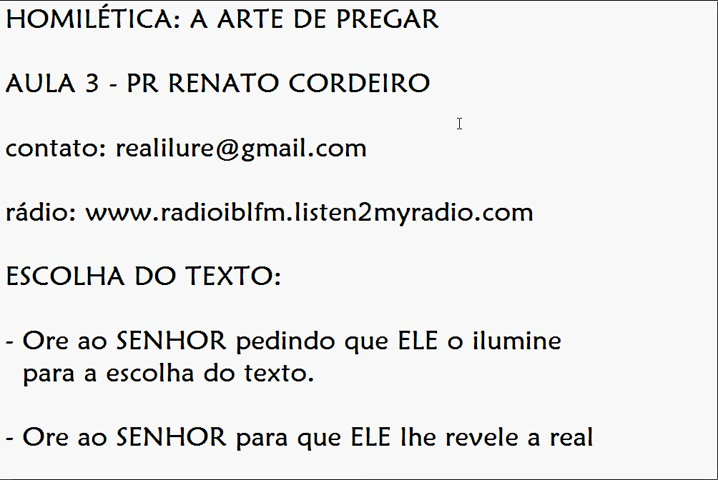 HOMILÉTICA: A ARTE DE PREGAR
AULA 3 - PR RENATO CORDEIRO
contato: realilure@gmail.com
rádio: www.radioiblfm.listen2myradio.com
ESCOLHA DO TEXTO:
- Ore ao SENHOR pedindo que ELE o ilumine
para a escolha do texto.
- Ore ao SENHOR para que ELE lhe revele a real